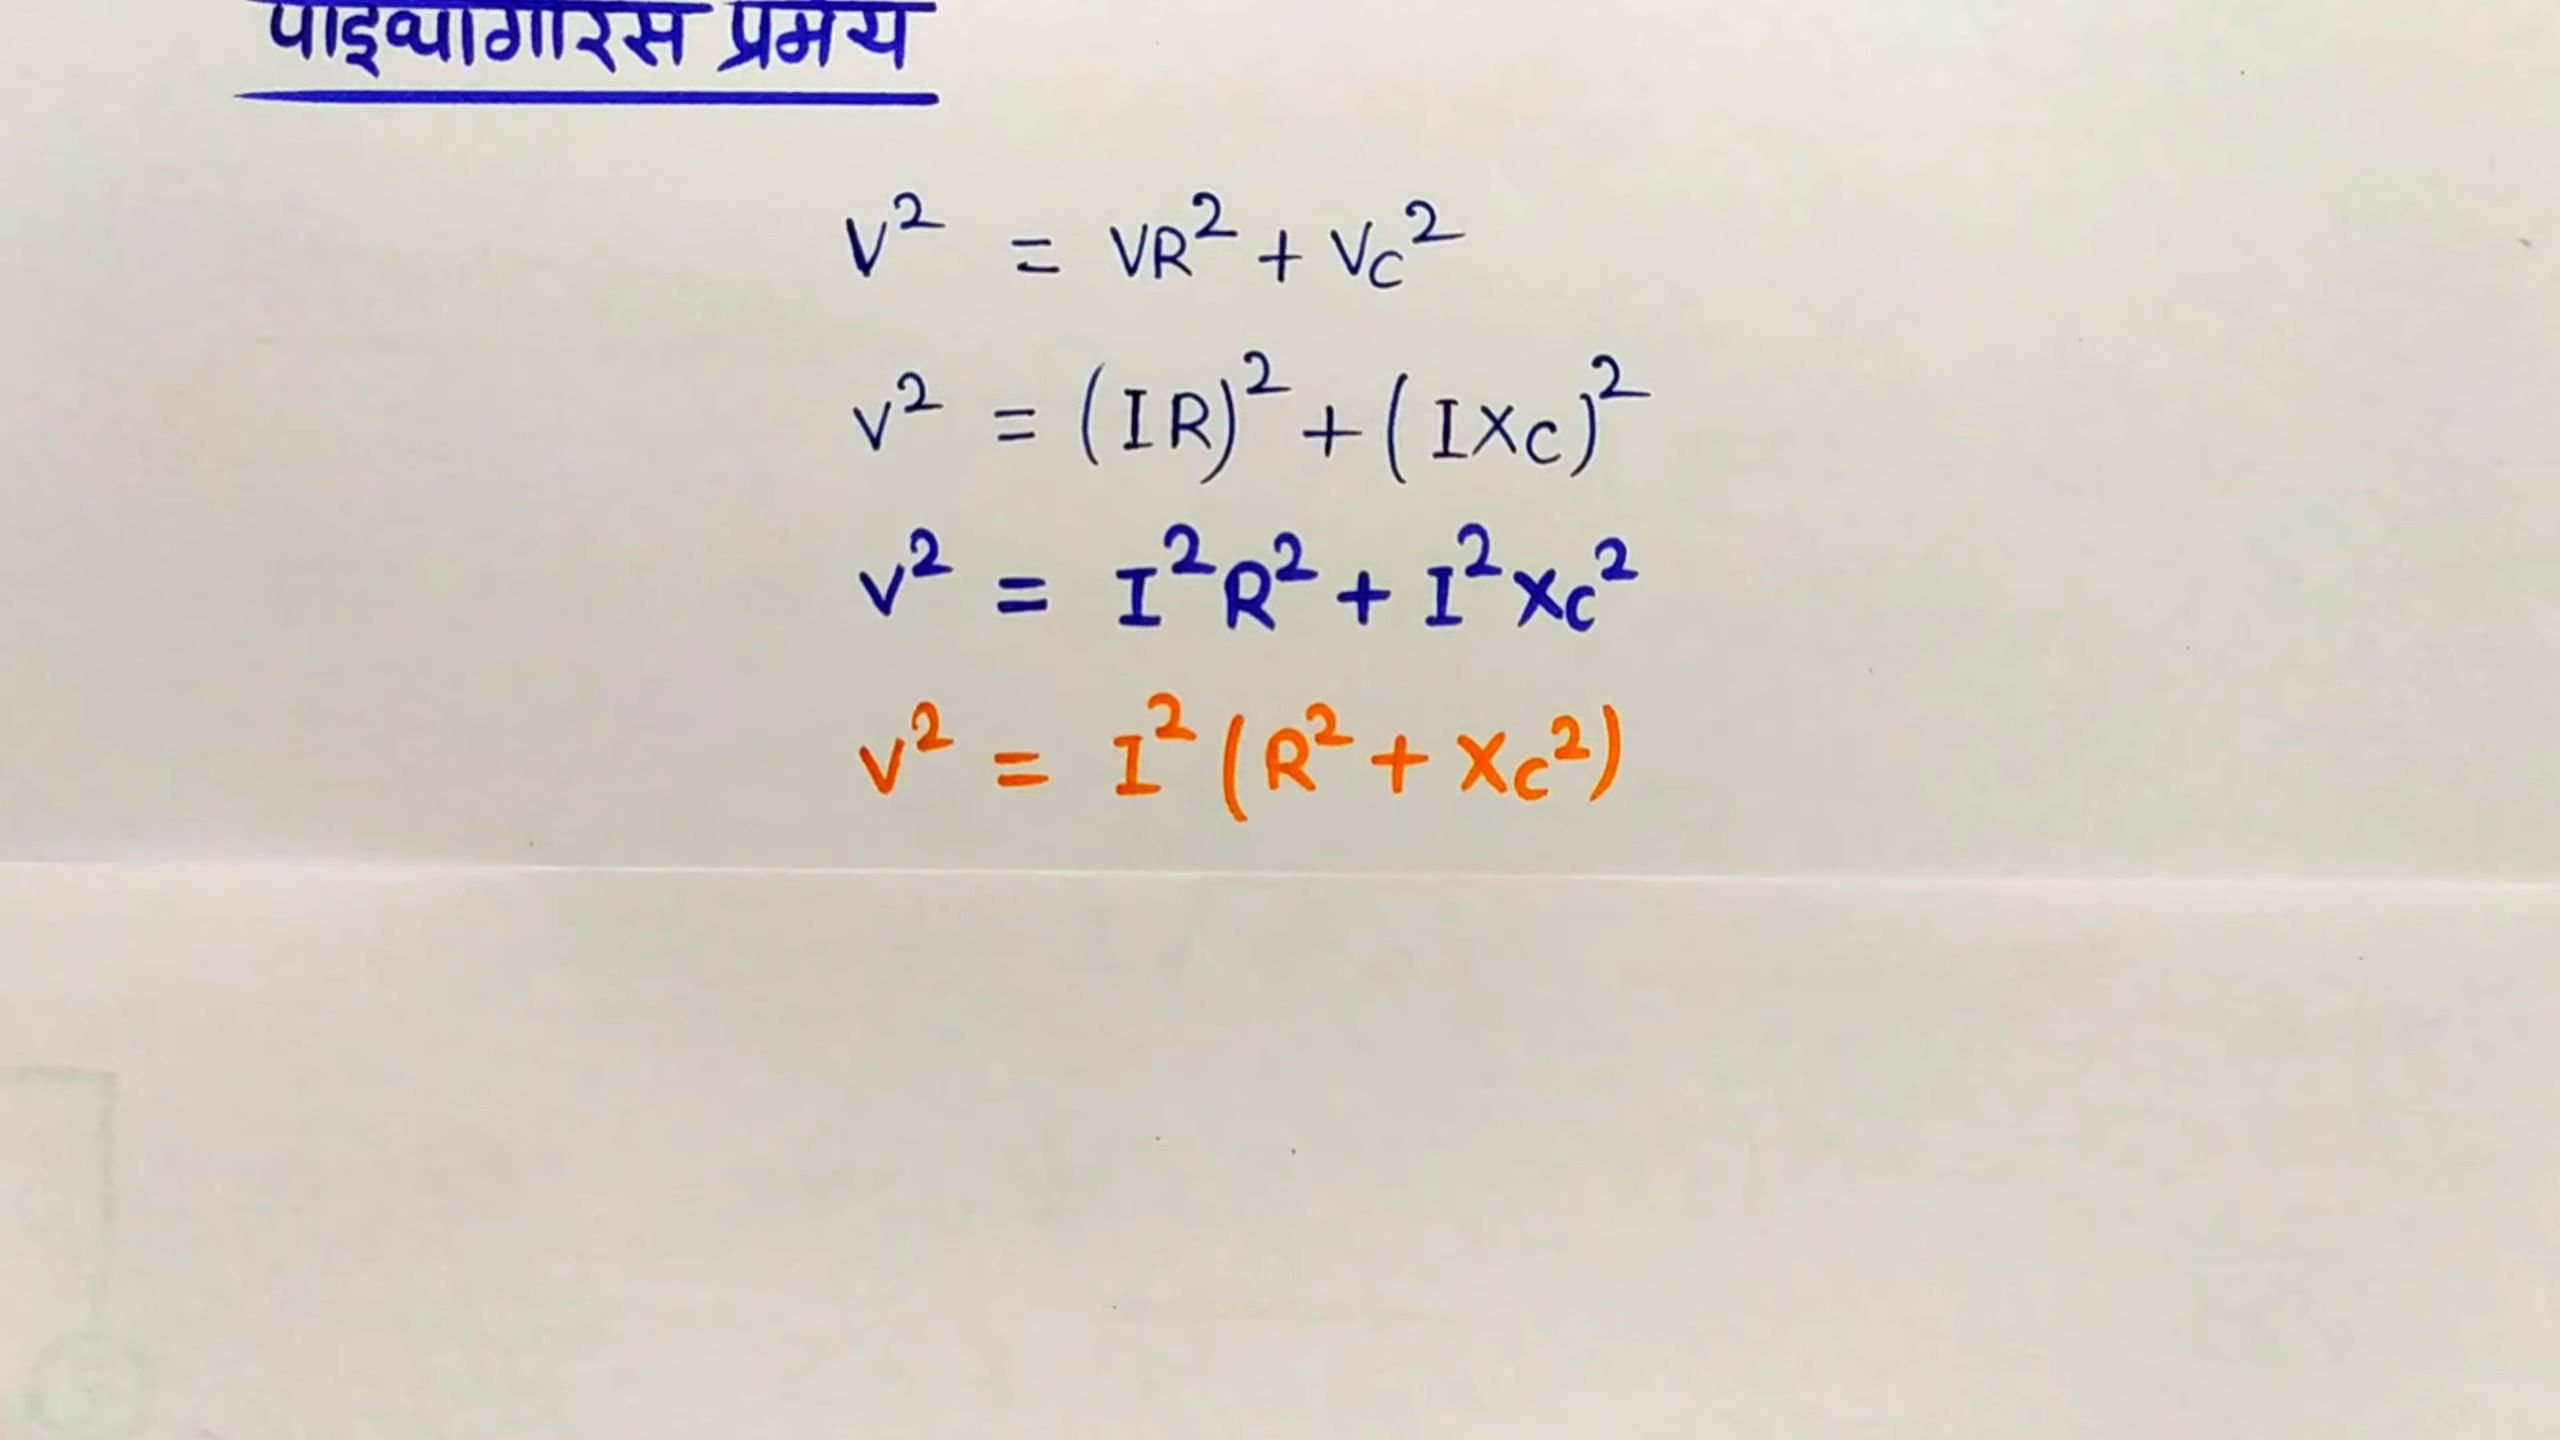 पाइथागोरस प्रमेय
V² = VR² + Vc²
V² = (IR)² + (IXc)²
V² = I²R² + I²Xc²
V² = I²(R² + Xc²)